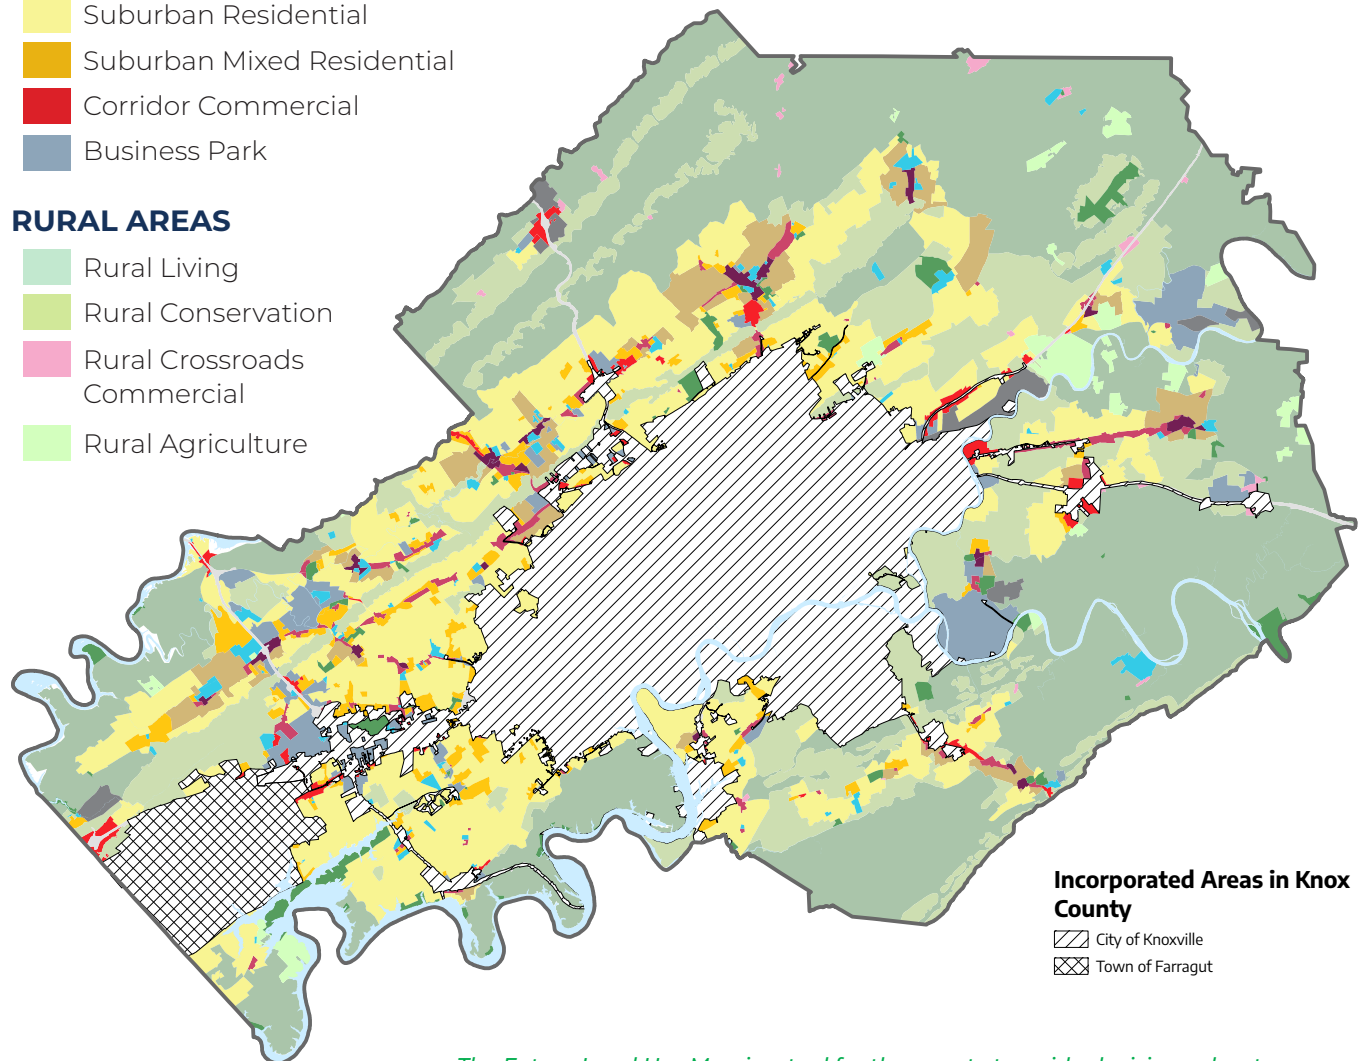 Suburban Residential
Suburban Mixed Residential
Corridor Commercial
Business Park
RURAL AREAS
Rural Living
Rural Conservation
Rural Crossroads
Commercial
Rural Agriculture
Incorporated Areas in Knox
County
City of Knoxville
Town of Farragut